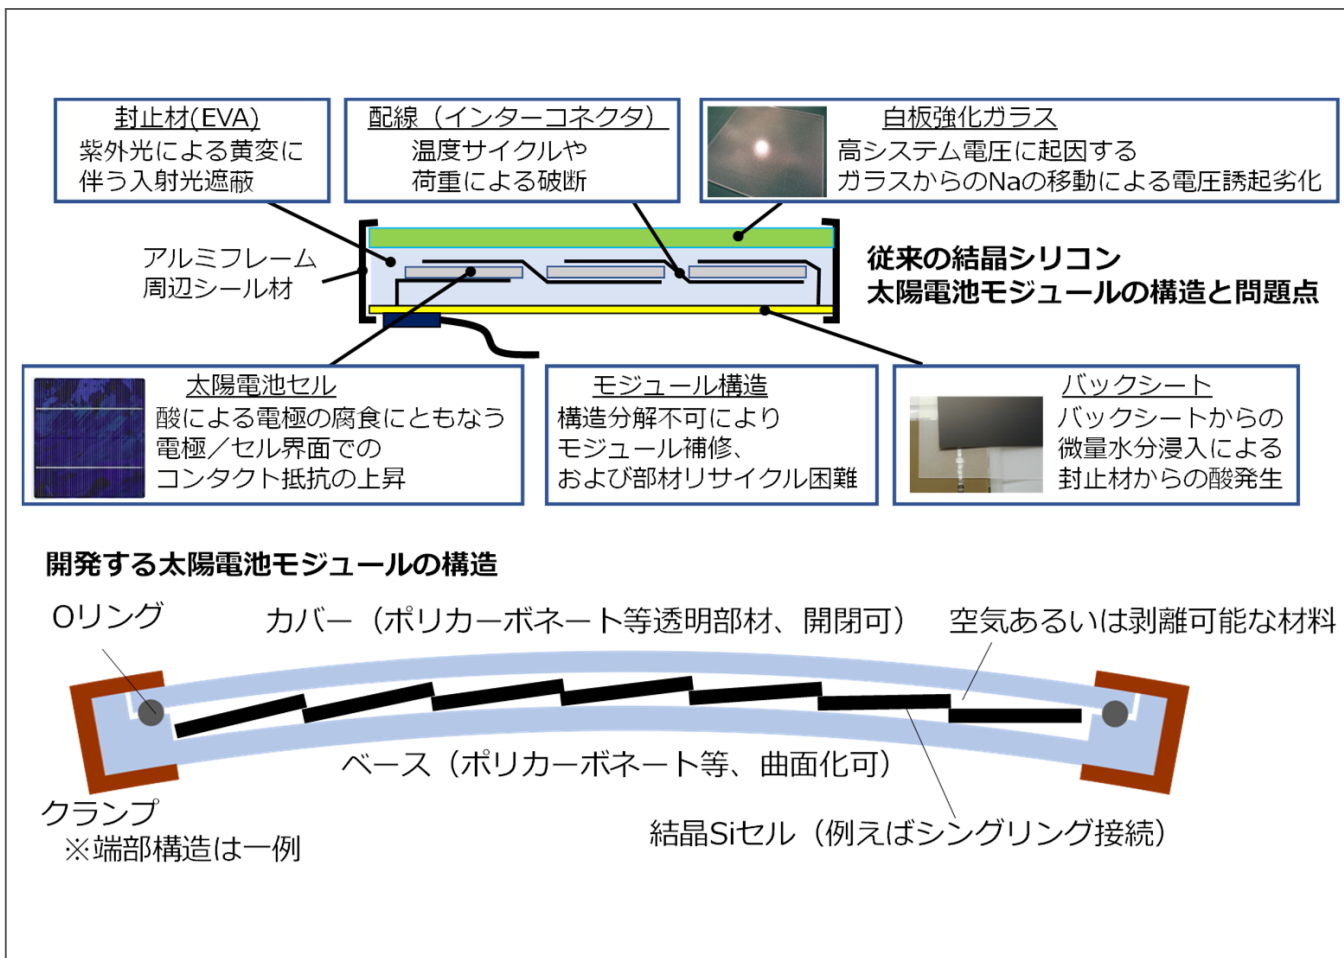 封止材(EVA)
紫外光による黄変に
伴う入射光遮蔽
配線（インターコネクタ）
温度サイクルや
荷重による破断
白板強化ガラス
高システム電圧に起因する
ガラスからのNaの移動による電圧誘起劣化
アルミフレーム
周辺シール材
従来の結晶シリコン
太陽電池モジュールの構造と問題点
太陽電池セル
酸による電極の腐食にともなう
電極／セル界面での
コンタクト抵抗の上昇
モジュール構造
構造分解不可により
モジュール補修、
および部材リサイクル困難
バックシート
バックシートからの
微量水分浸入による
封止材からの酸発生
開発する太陽電池モジュールの構造
Oリング
カバー（ポリカーボネート等透明部材、開閉可）
空気あるいは剥離可能な材料
ベース（ポリカーボネート等、曲面化可）
クランプ
※端部構造は一例
結晶Siセル（例えばシングリング接続）